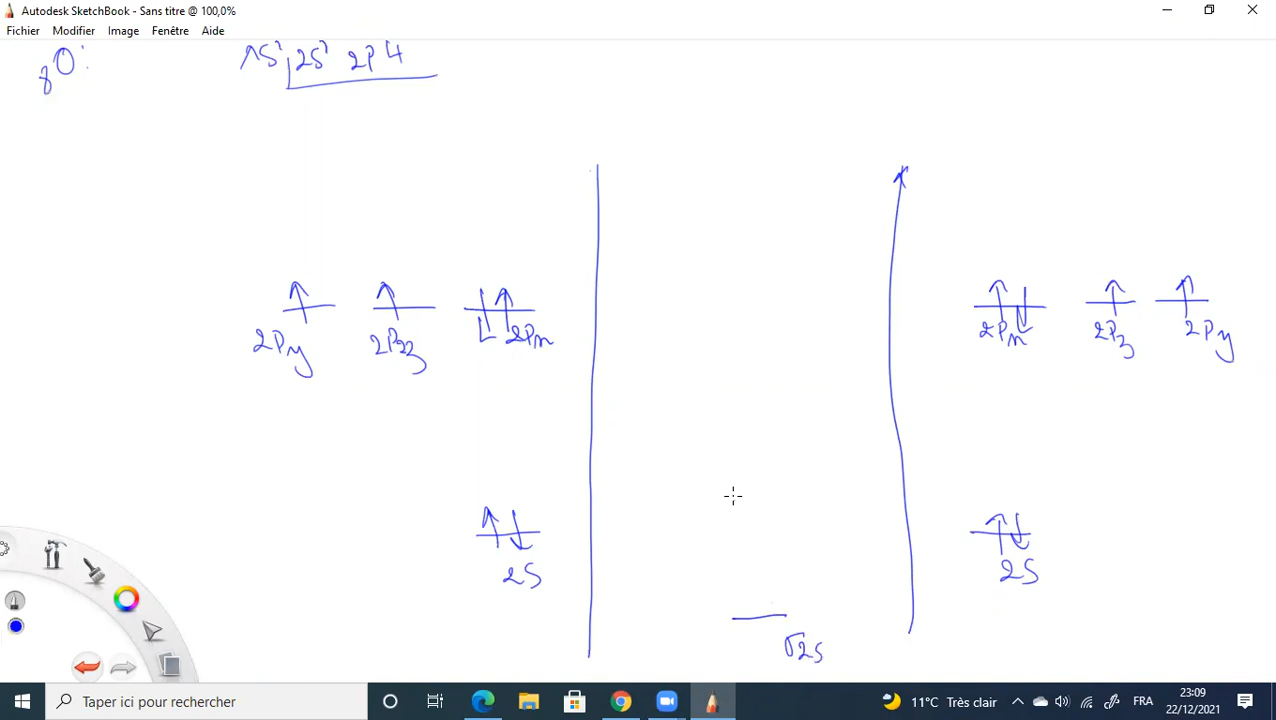 Autodesk SketchBook - Sans titre @ 100,0%
Fichier Modifier Image Fenêtre Aide
8O: 1S² 2S² 2P4
2Py 2Pz 2Px 2Px 2Pz 2Py
2S 2S
σ2s
Taper ici pour rechercher
11°C Très clair FRA 23:09
22/12/2021